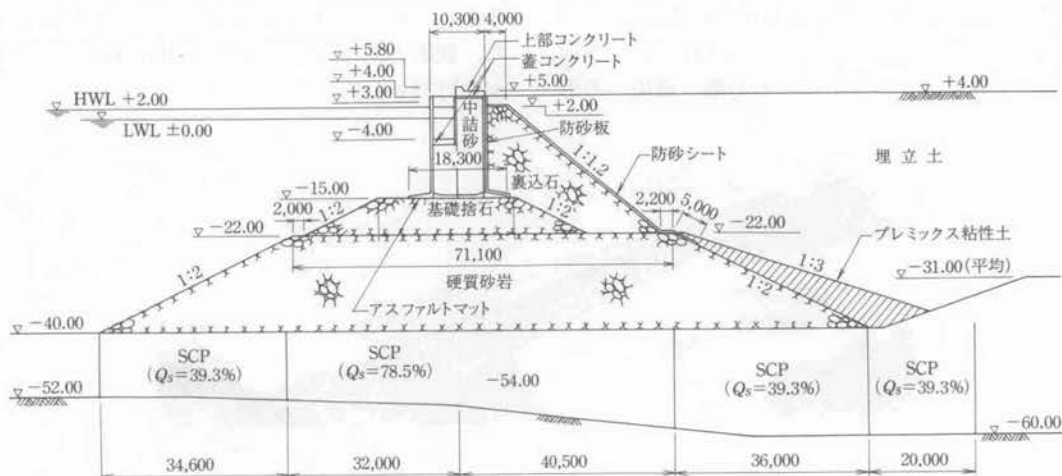 10,300 4,000
上部コンクリート
+5.80
蓋コンクリート
+4.00
+5.00
+4.00
HWL +2.00
+3.00
+2.00
LWL ±0.00
中詰砂
防砂板
−4.00
1:1.2
防砂シート
埋立土
18,300
裏込石
−15.00
2,000
1:2
基礎捨石
1:2
2,200
5,000
−22.00
−22.00
プレミックス粘性土
71,100
1:3
1:2
硬質砂岩
1:2
−31.00(平均)
アスファルトマット
−40.00
SCP
(Qs=39.3%)
SCP
(Qs=78.5%)
SCP
(Qs=39.3%)
SCP
(Qs=39.3%)
−52.00
−54.00
−60.00
34,600
32,000
40,500
36,000
20,000